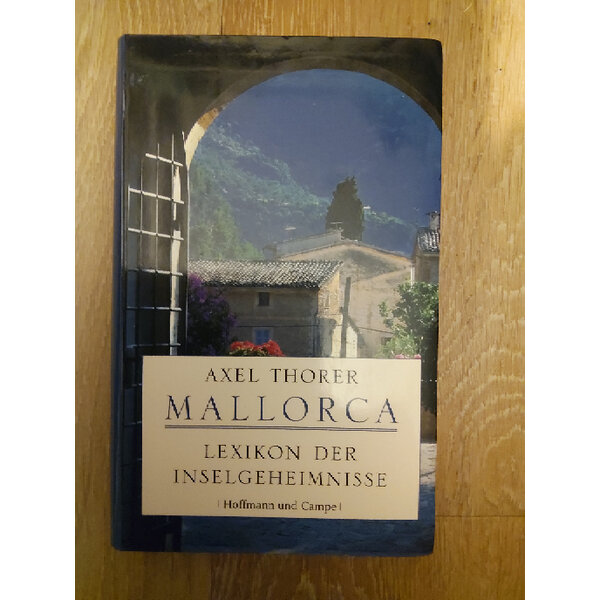 AXEL THORER
MALLORCA
LEXIKON DER
INSELGEHEIMNISSE
| Hoffmann und Campe |